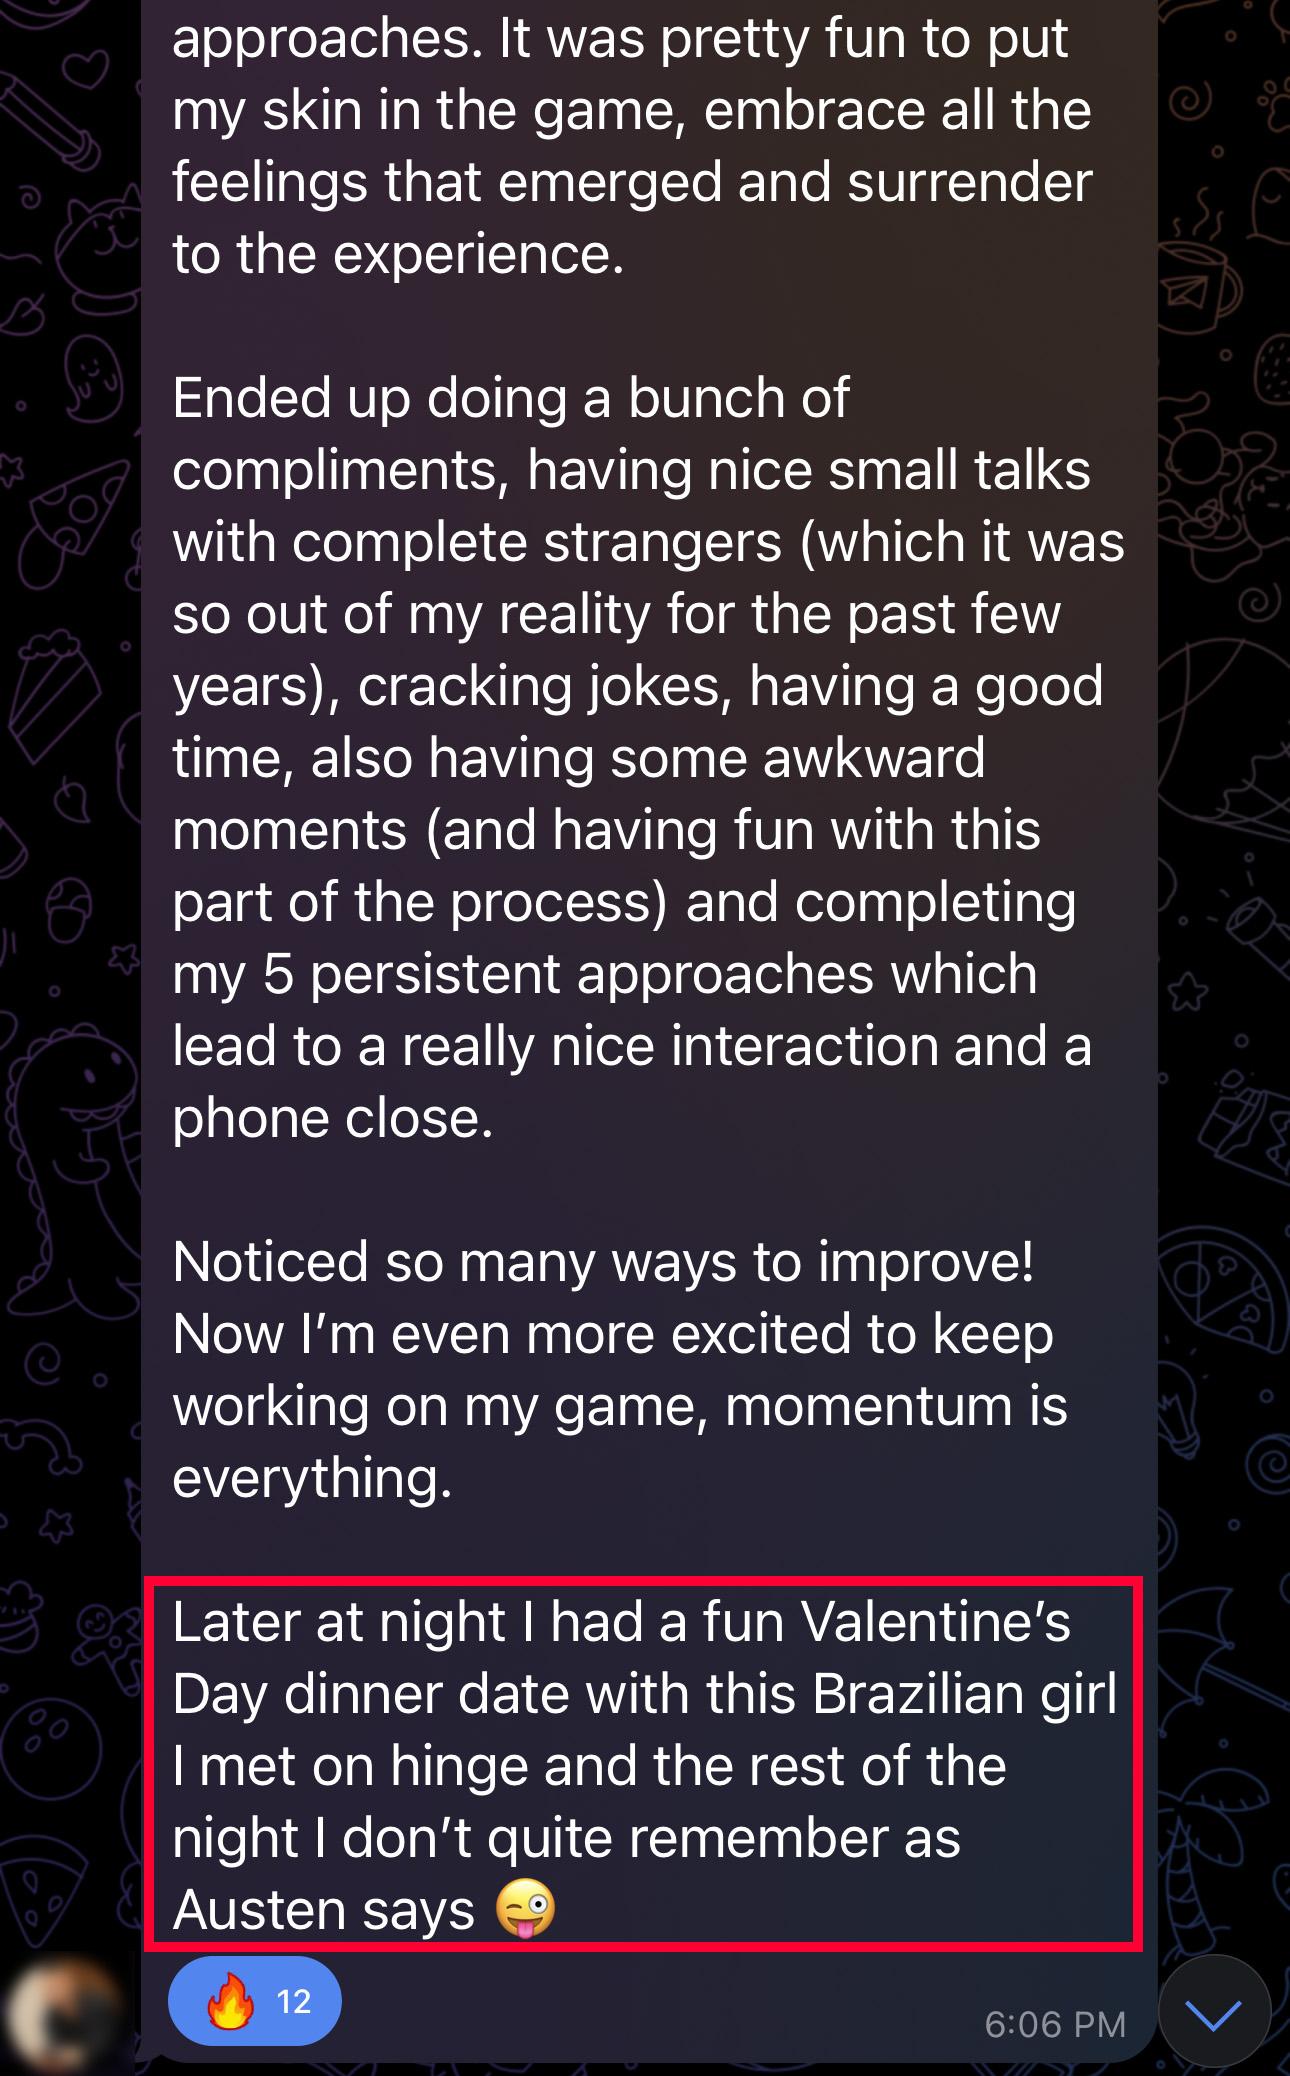 approaches. It was pretty fun to put
my skin in the game, embrace all the
feelings that emerged and surrender
to the experience.
Ended up doing a bunch of
compliments, having nice small talks
with complete strangers (which it was
so out of my reality for the past few
years), cracking jokes, having a good
time, also having some awkward
moments (and having fun with this
part of the process) and completing
my 5 persistent approaches which
lead to a really nice interaction and a
phone close.
Noticed so many ways to improve!
Now I’m even more excited to keep
working on my game, momentum is
everything.
Later at night I had a fun Valentine’s
Day dinner date with this Brazilian girl
I met on hinge and the rest of the
night I don’t quite remember as
Austen says 😜
🔥 12
6:06 PM